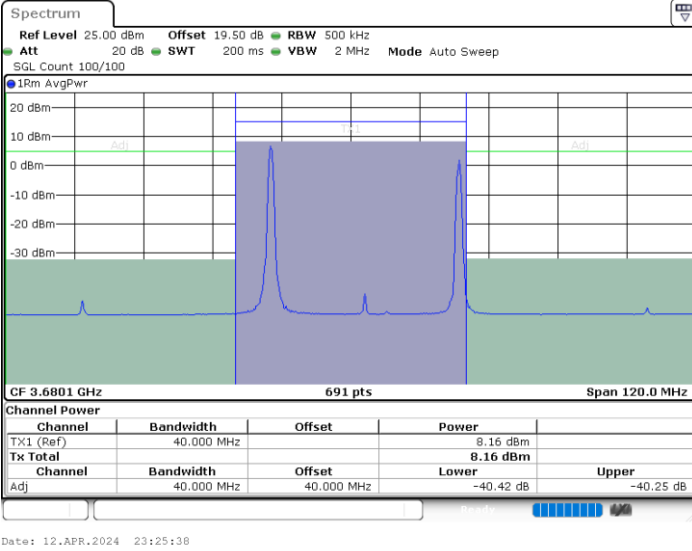 Spectrum
Ref Level 25.00 dBm Offset 19.50 dB RBW 500 kHz
Att 20 dB SWT 200 ms VBW 2 MHz Mode Auto Sweep
SGL Count 100/100
1Rm AvgPwr
20 dBm
TX1
10 dBm
Adj Adj
0 dBm
-10 dBm
-20 dBm
-30 dBm
CF 3.6801 GHz 691 pts Span 120.0 MHz
Channel Power
Channel Bandwidth Offset Power
TX1 (Ref) 40.000 MHz 8.16 dBm
Tx Total 8.16 dBm
Channel Bandwidth Offset Lower Upper
Adj 40.000 MHz 40.000 MHz -40.42 dB -40.25 dB
Ready
Date: 12.APR.2024 23:25:38